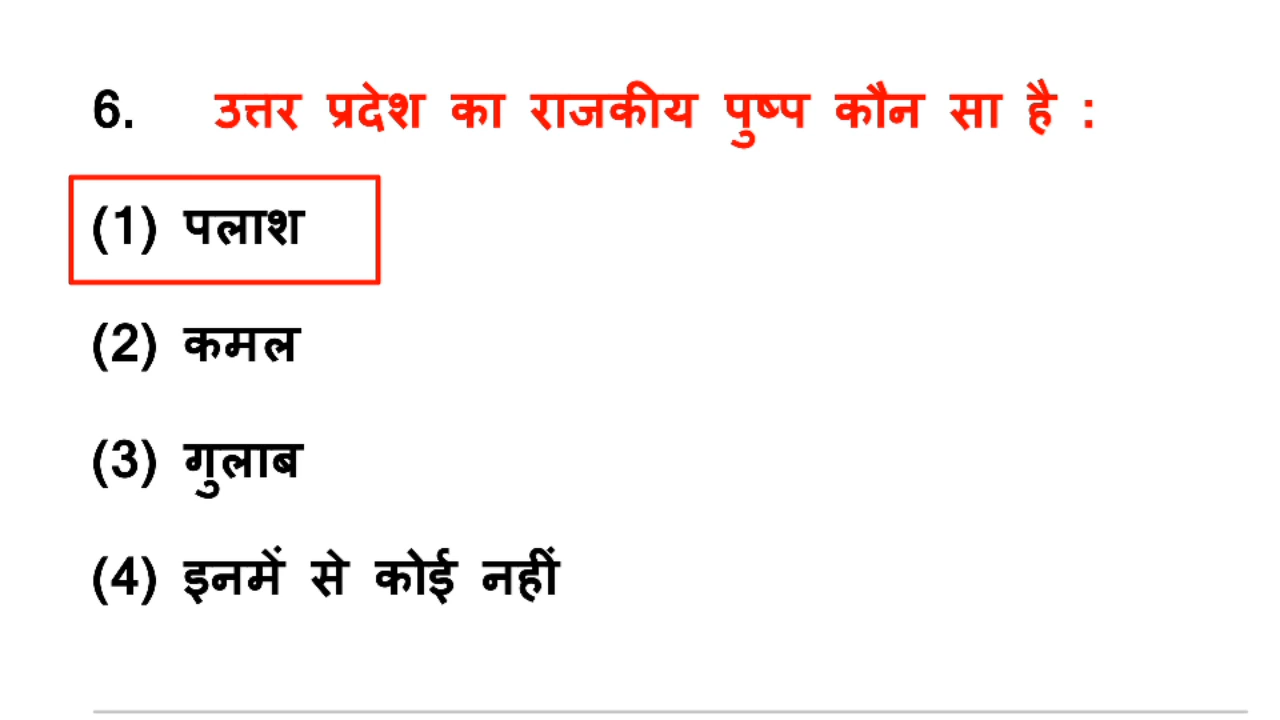 6. उत्तर प्रदेश का राजकीय पुष्प कौन सा है :
(1) पलाश
(2) कमल
(3) गुलाब
(4) इनमें से कोई नहीं